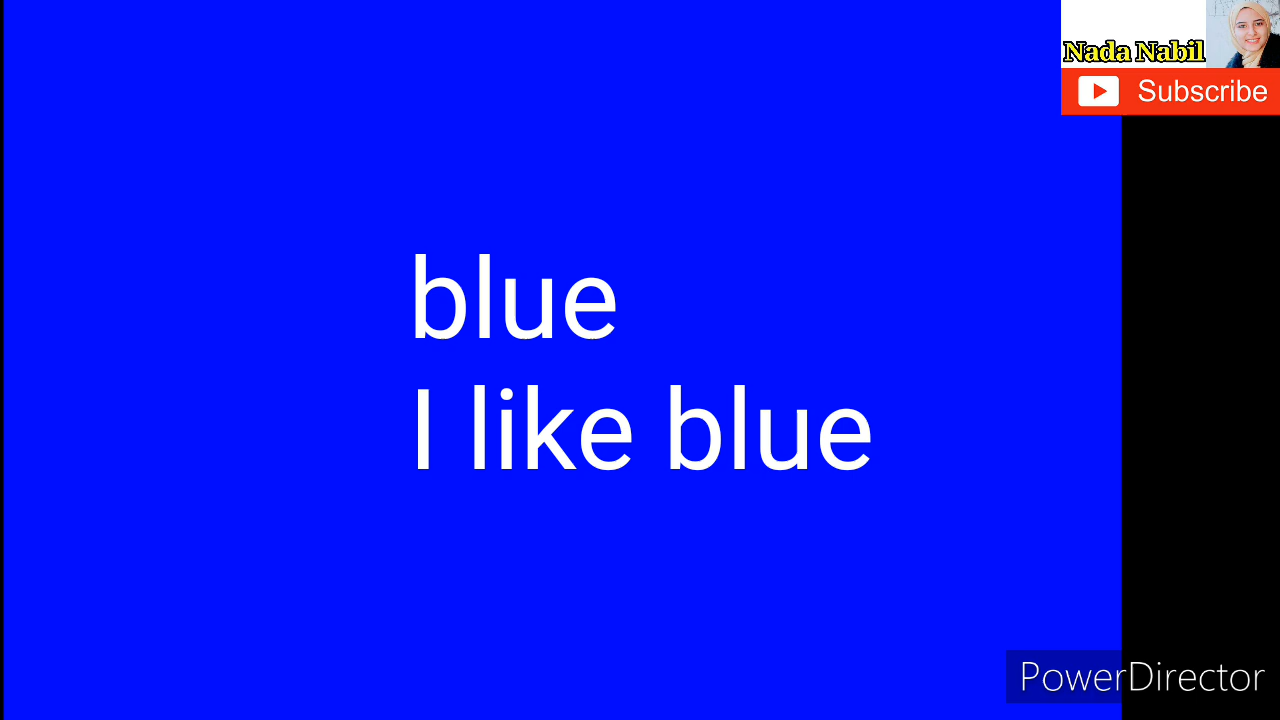 Nada Nabil
Subscribe
blue
I like blue
PowerDirector